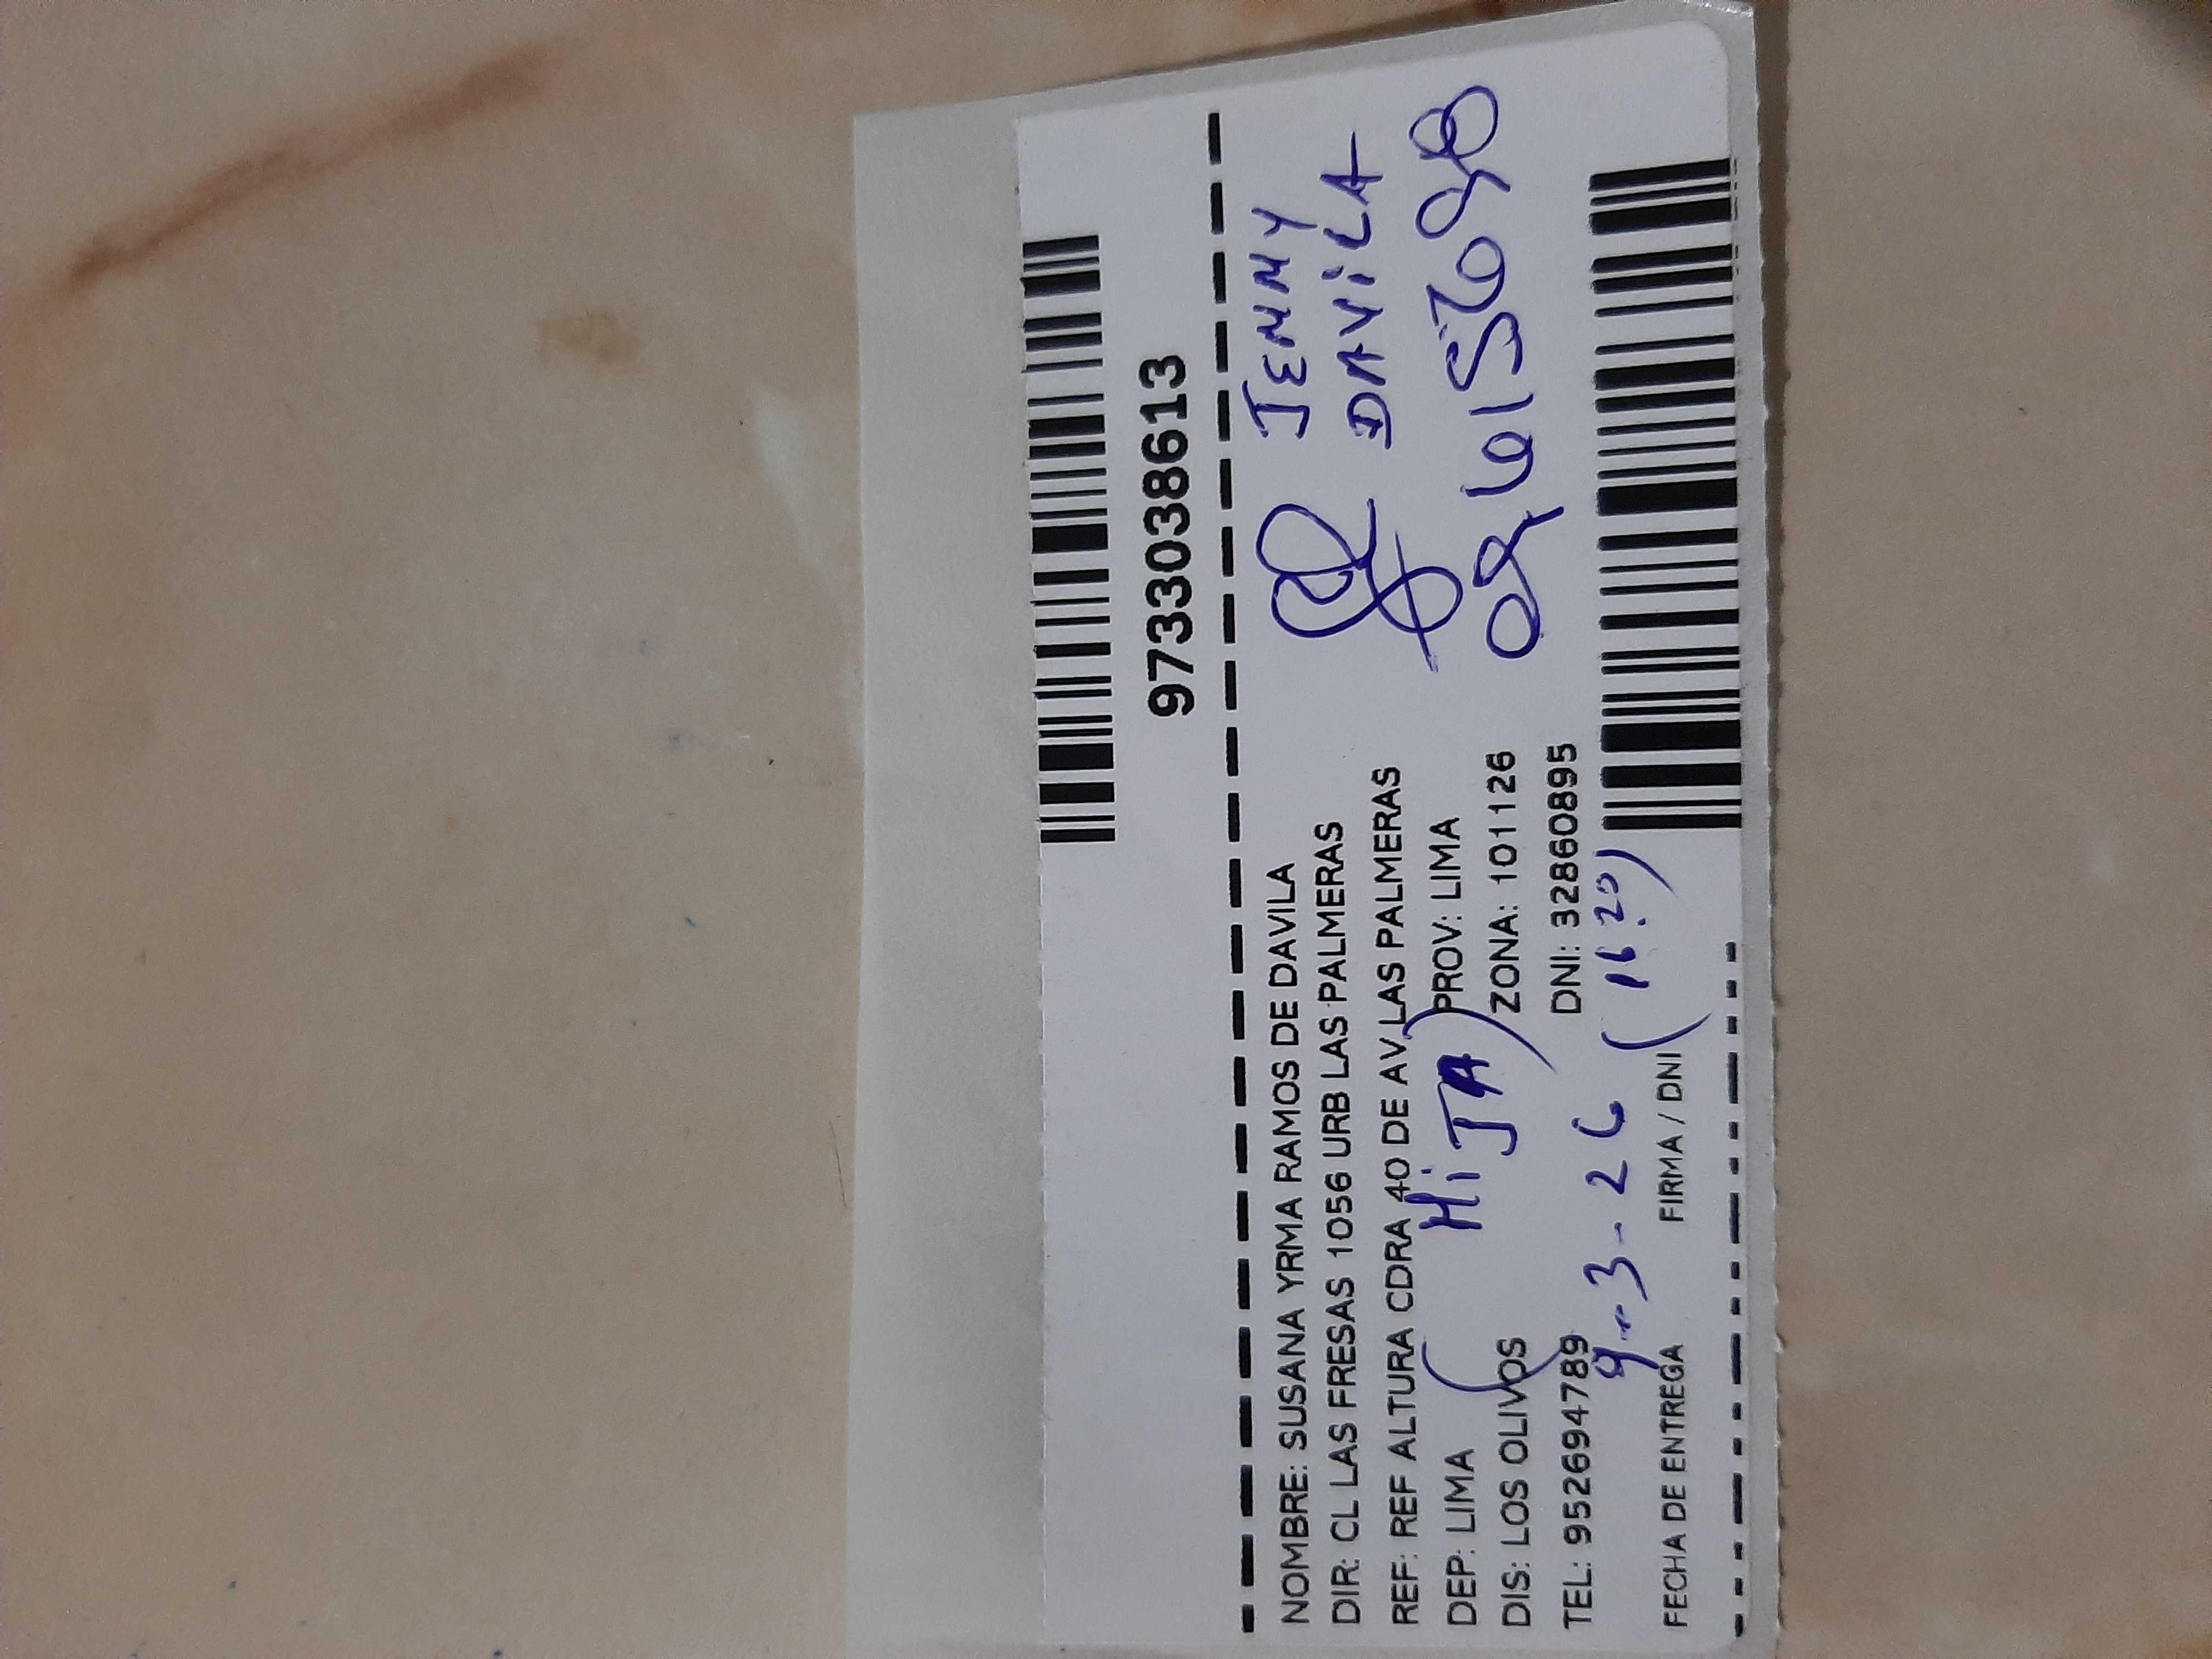 9733038613
JENNY
DAVILA
NOMBRE: SUSANA YRMA RAMOS DE DAVILA
DIR: CL LAS FRESAS 1056 URB LAS PALMERAS
REF: REF ALTURA CDRA 40 DE AV LAS PALMERAS
DEP: LIMA PROV: LIMA
(HiJA)
DIS: LOS OLIVOS ZONA: 101126
TEL: 952694789 DNI: 32860895
9-3-26 (16:20)
FECHA DE ENTREGA FIRMA / DNI